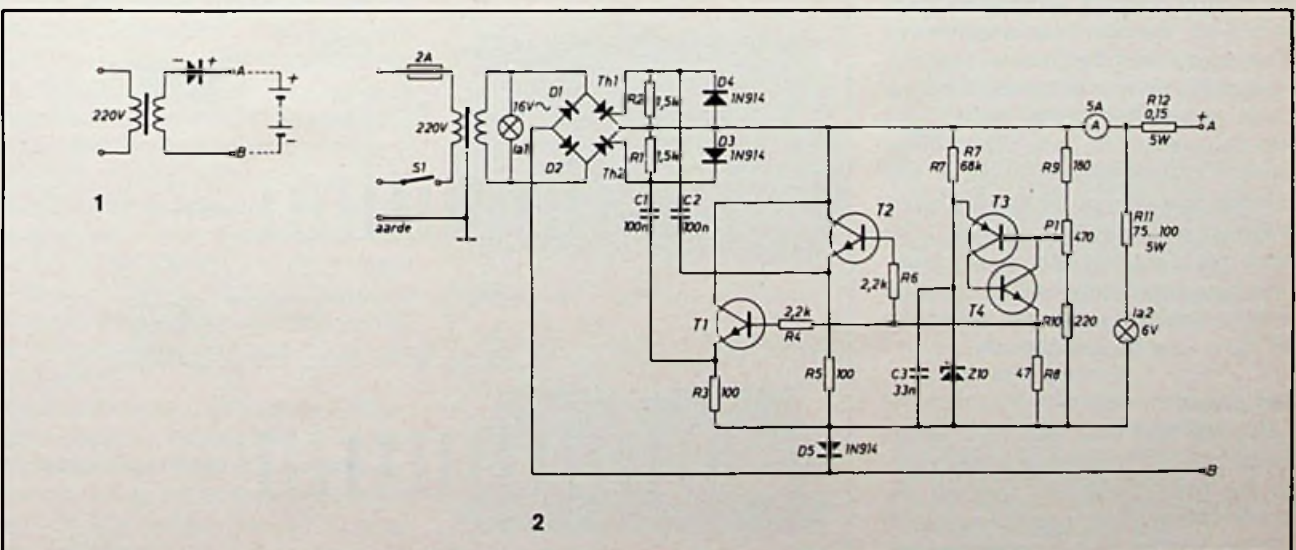 220V
- +
A
B
+
-
1
2A
220V
S1
aarde
16V~
la1
D1
D2
Th1
Th2
R2
1,5k
R1
1,5k
C1
100n
C2
100n
D4
1N914
D3
1N914
T2
R6
2,2k
T1
2,2k
R4
R3
100
R5
100
D5
1N914
R7
R7
68k
T3
T4
C3
33n
Z10
47
R8
R9
180
P1
470
R10
220
5A
A
R12
0,15
5W
+
A
R11
75...100
5W
la2
6V
B
2